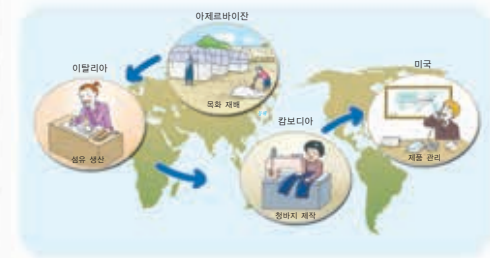 아제르바이잔
목화 재배
이탈리아
섬유 생산
캄보디아
청바지 제작
미국
제품 관리